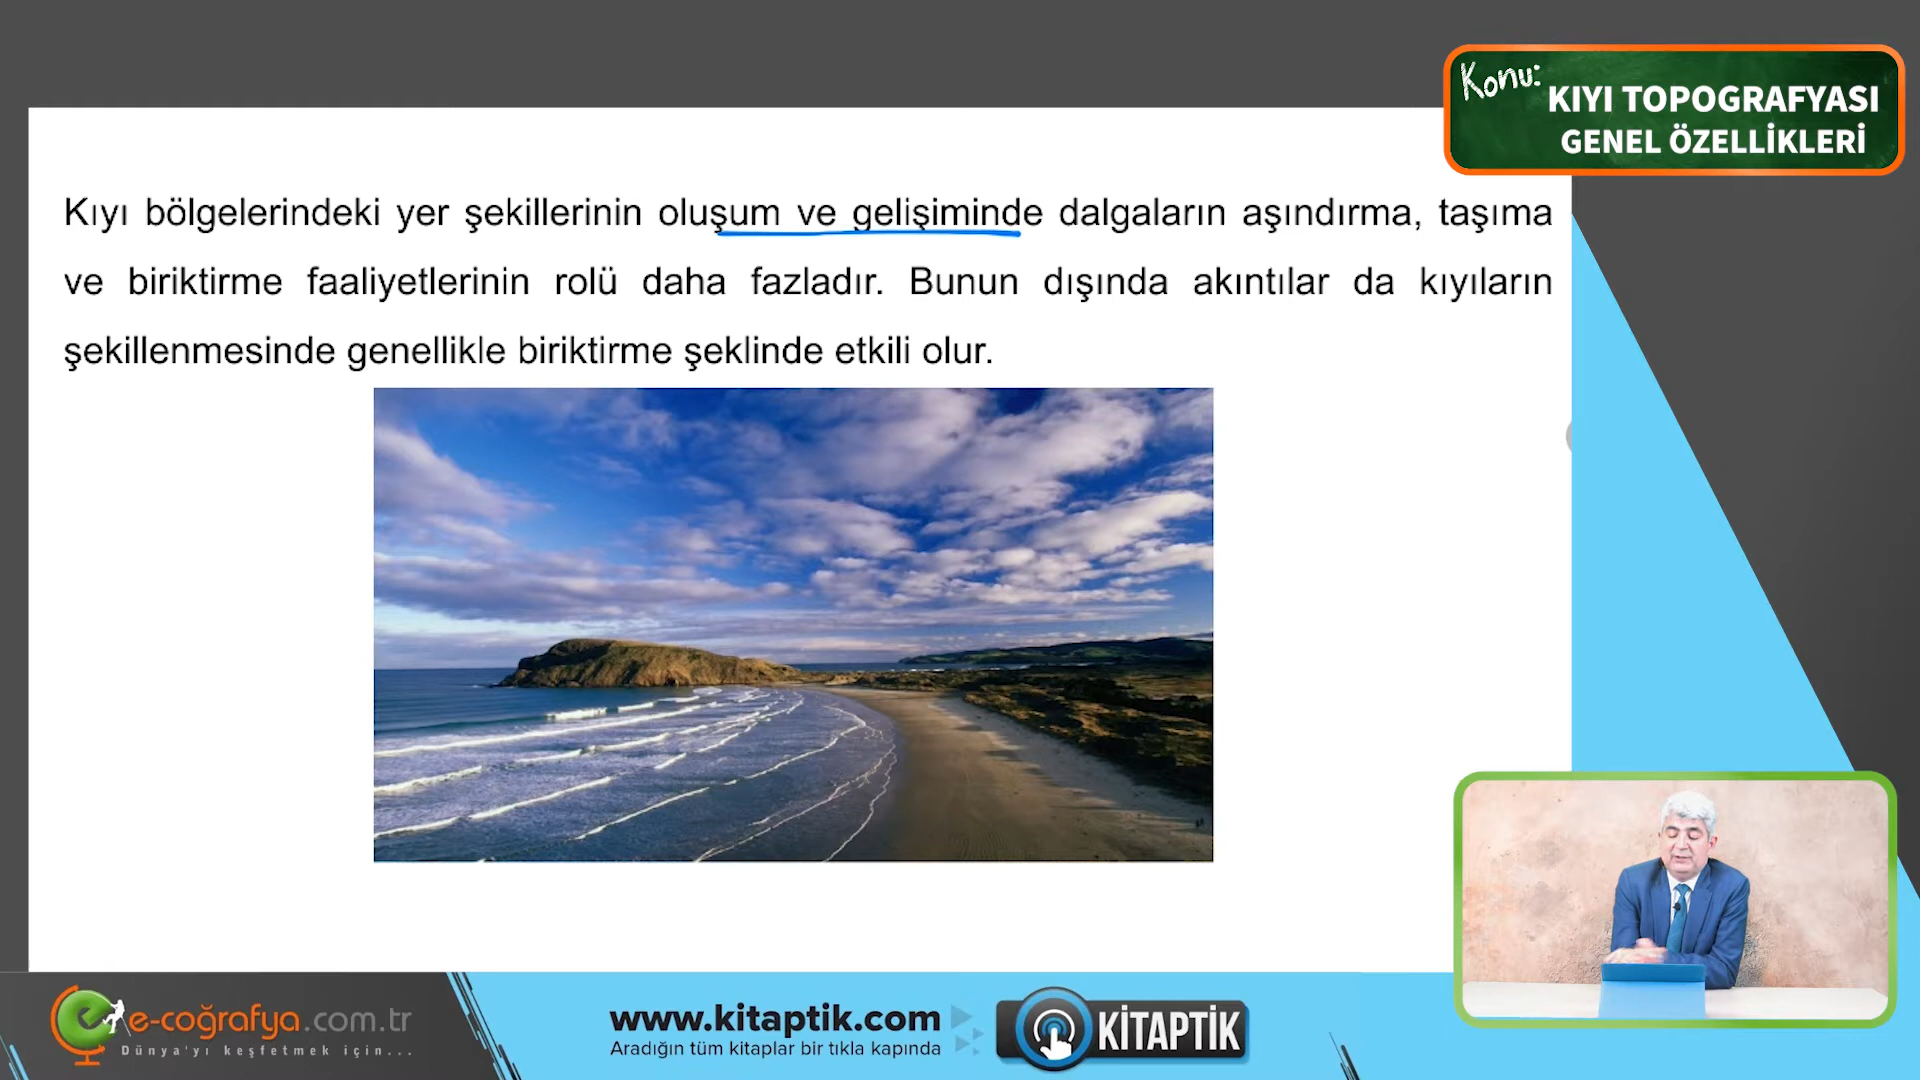 Konu:
KIYI TOPOGRAFYASI
GENEL ÖZELLİKLERİ
Kıyı bölgelerindeki yer şekillerinin oluşum ve gelişiminde dalgaların aşındırma, taşıma
ve biriktirme faaliyetlerinin rolü daha fazladır. Bunun dışında akıntılar da kıyıların
şekillenmesinde genellikle biriktirme şeklinde etkili olur.
e-coğrafya.com.tr
Dünya'yı keşfetmek için...
www.kitaptik.com
Aradığın tüm kitaplar bir tıkla kapında
KİTAPTIK